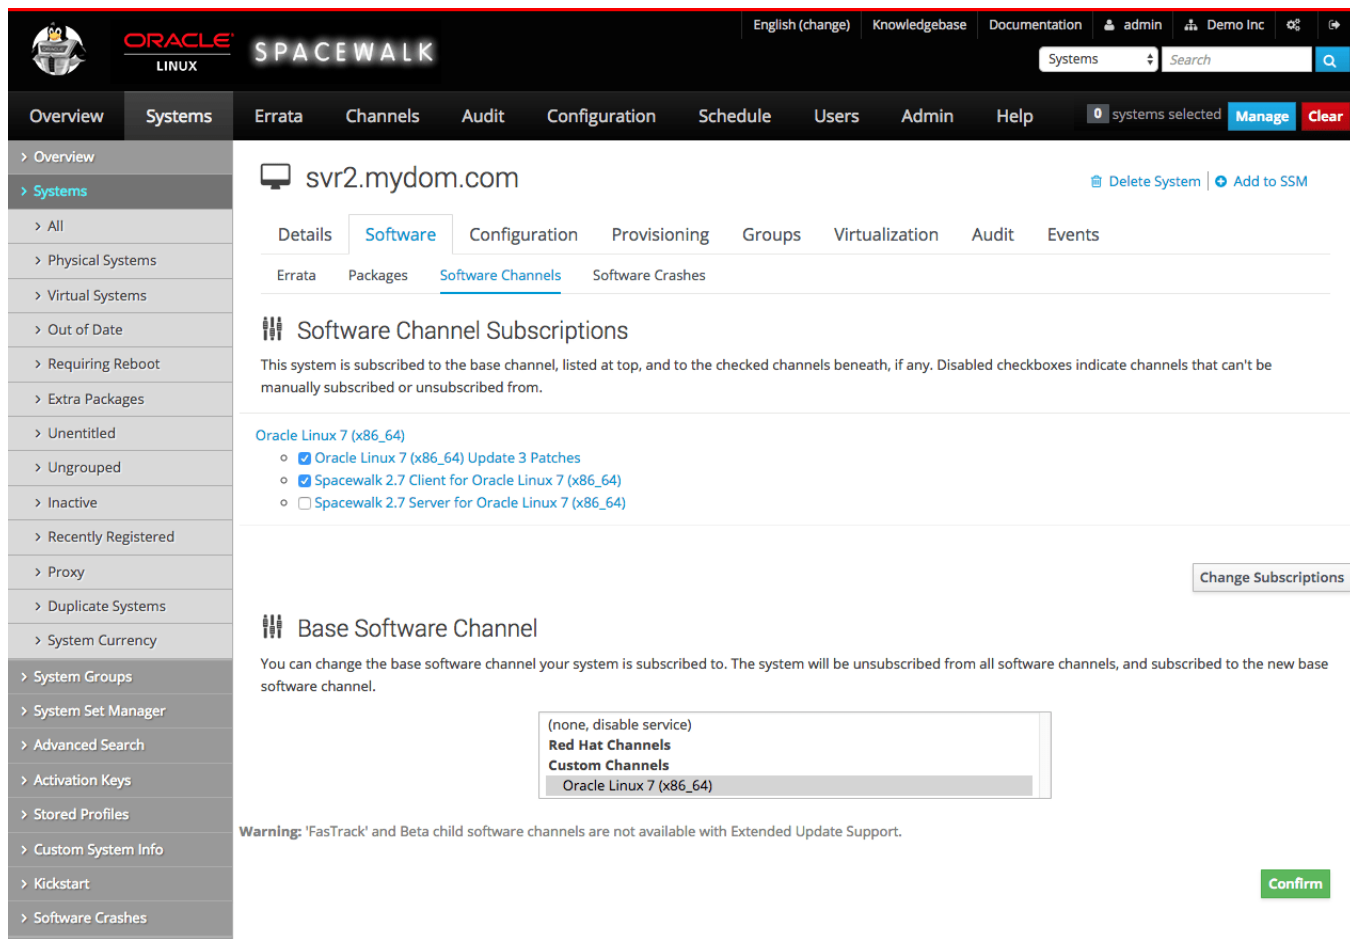 English (change) Knowledgebase Documentation admin Demo Inc
ORACLE
LINUX
SPACEWALK
Systems Search
Overview Systems Errata Channels Audit Configuration Schedule Users Admin Help 0 systems selected Manage Clear
> Overview
> Systems
> All
> Physical Systems
> Virtual Systems
> Out of Date
> Requiring Reboot
> Extra Packages
> Unentitled
> Ungrouped
> Inactive
> Recently Registered
> Proxy
> Duplicate Systems
> System Currency
> System Groups
> System Set Manager
> Advanced Search
> Activation Keys
> Stored Profiles
> Custom System Info
> Kickstart
> Software Crashes
svr2.mydom.com
Delete System | Add to SSM
Details Software Configuration Provisioning Groups Virtualization Audit Events
Errata Packages Software Channels Software Crashes
Software Channel Subscriptions
This system is subscribed to the base channel, listed at top, and to the checked channels beneath, if any. Disabled checkboxes indicate channels that can't be
manually subscribed or unsubscribed from.
Oracle Linux 7 (x86_64)
Oracle Linux 7 (x86_64) Update 3 Patches
Spacewalk 2.7 Client for Oracle Linux 7 (x86_64)
Spacewalk 2.7 Server for Oracle Linux 7 (x86_64)
Change Subscriptions
Base Software Channel
You can change the base software channel your system is subscribed to. The system will be unsubscribed from all software channels, and subscribed to the new base
software channel.
(none, disable service)
Red Hat Channels
Custom Channels
Oracle Linux 7 (x86_64)
Warning: 'FasTrack' and Beta child software channels are not available with Extended Update Support.
Confirm